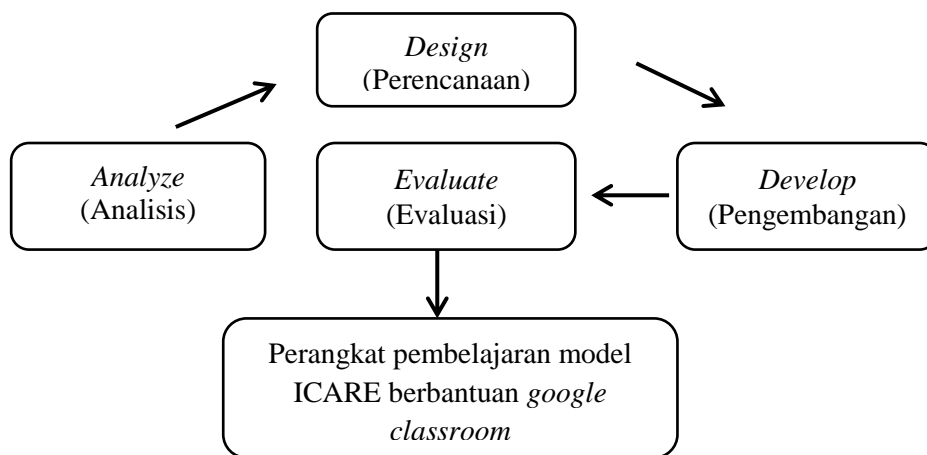 Design
(Perencanaan)
Analyze
(Analisis)
Evaluate
(Evaluasi)
Develop
(Pengembangan)
Perangkat pembelajaran model
ICARE berbantuan google
classroom